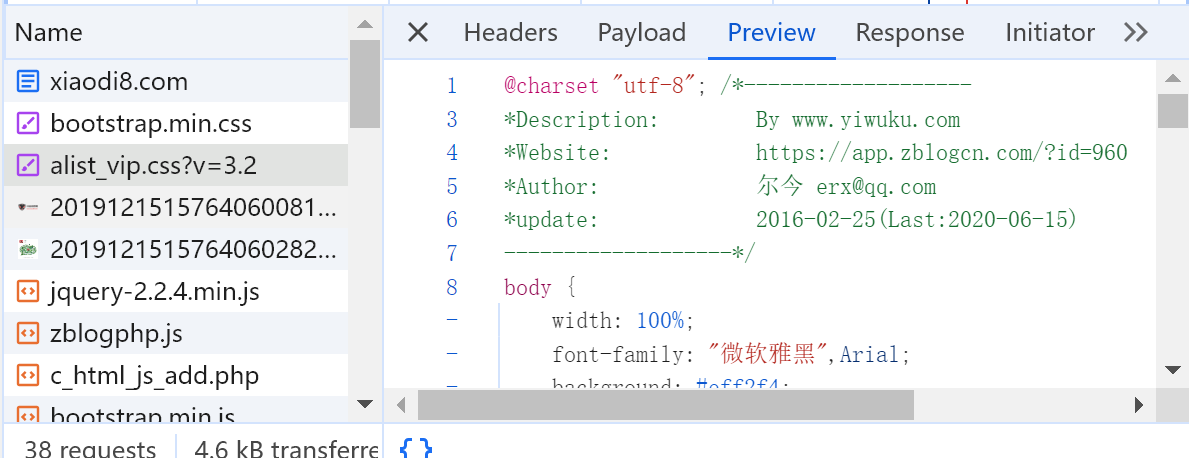 Name
xiaodi8.com
bootstrap.min.css
alist_vip.css?v=3.2
2019121515764060081...
2019121515764060282...
jquery-2.2.4.min.js
zblogphp.js
c_html_js_add.php
bootstrap.min.js
38 requests 4.6 kB transferre
Headers Payload Preview Response Initiator
1 @charset "utf-8"; /*-------------------
3 *Description: By www.yiwuku.com
4 *Website: https://app.zblogcn.com/?id=960
5 *Author: 尔今 erx@qq.com
6 *update: 2016-02-25(Last:2020-06-15)
7 -------------------*/
8 body {
- width: 100%;
- font-family: "微软雅黑",Arial;
- background: #eff2f4;
{}